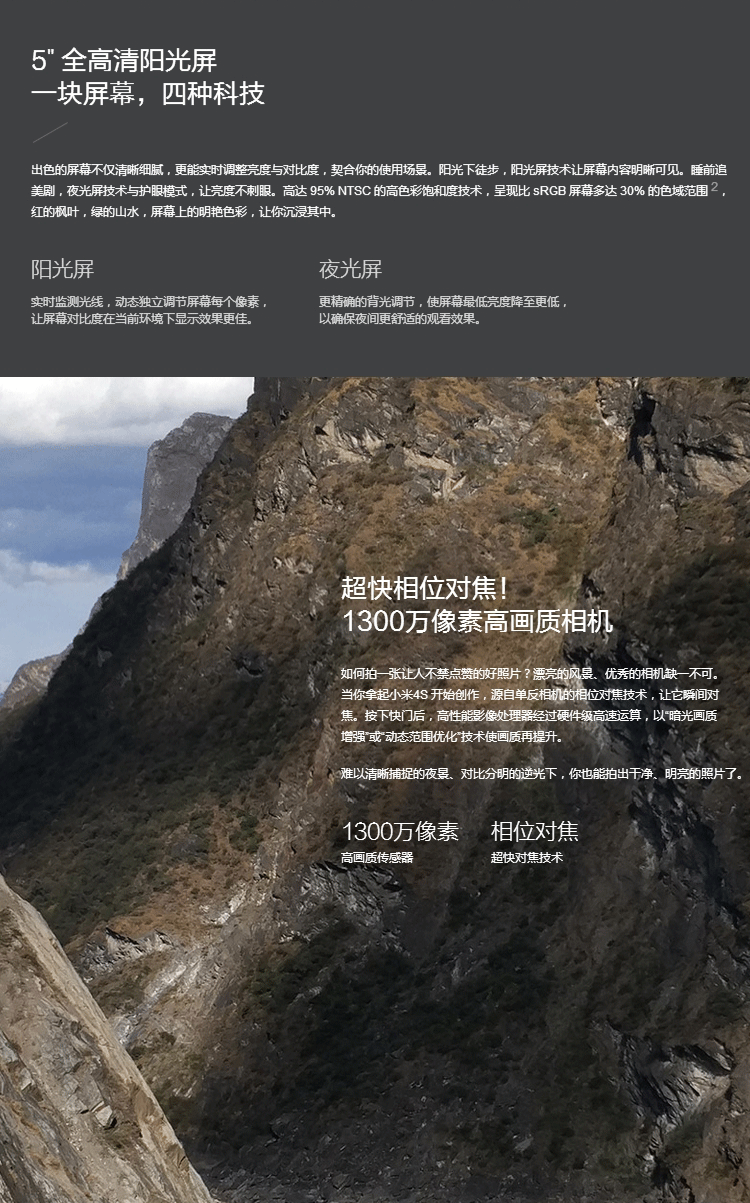 5" 全高清阳光屏
一块屏幕，四种科技
出色的屏幕不仅清晰细腻，更能实时调整亮度与对比度，契合你的使用场景。阳光下徒步，阳光屏技术让屏幕内容明晰可见。睡前追
美剧，夜光屏技术与护眼模式，让亮度不刺眼。高达 95% NTSC 的高色彩饱和度技术，呈现比 sRGB 屏幕多达 30% 的色域范围 2，
红的枫叶，绿的山水，屏幕上的明艳色彩，让你沉浸其中。
阳光屏
实时监测光线，动态独立调节屏幕每个像素，
让屏幕对比度在当前环境下显示效果更佳。
夜光屏
更精确的背光调节，使屏幕最低亮度降至更低，
以确保夜间更舒适的观看效果。
超快相位对焦！
1300万像素高画质相机
如何拍一张让人不禁点赞的好照片？漂亮的风景、优秀的相机缺一不可。
当你拿起小米4S 开始创作，源自单反相机的相位对焦技术，让它瞬间对
焦。按下快门后，高性能影像处理器经过硬件级高速运算，以“暗光画质
增强”或“动态范围优化”技术使画质再提升。
难以清晰捕捉的夜景、对比分明的逆光下，你也能拍出干净、明亮的照片了。
1300万像素
高画质传感器
相位对焦
超快对焦技术